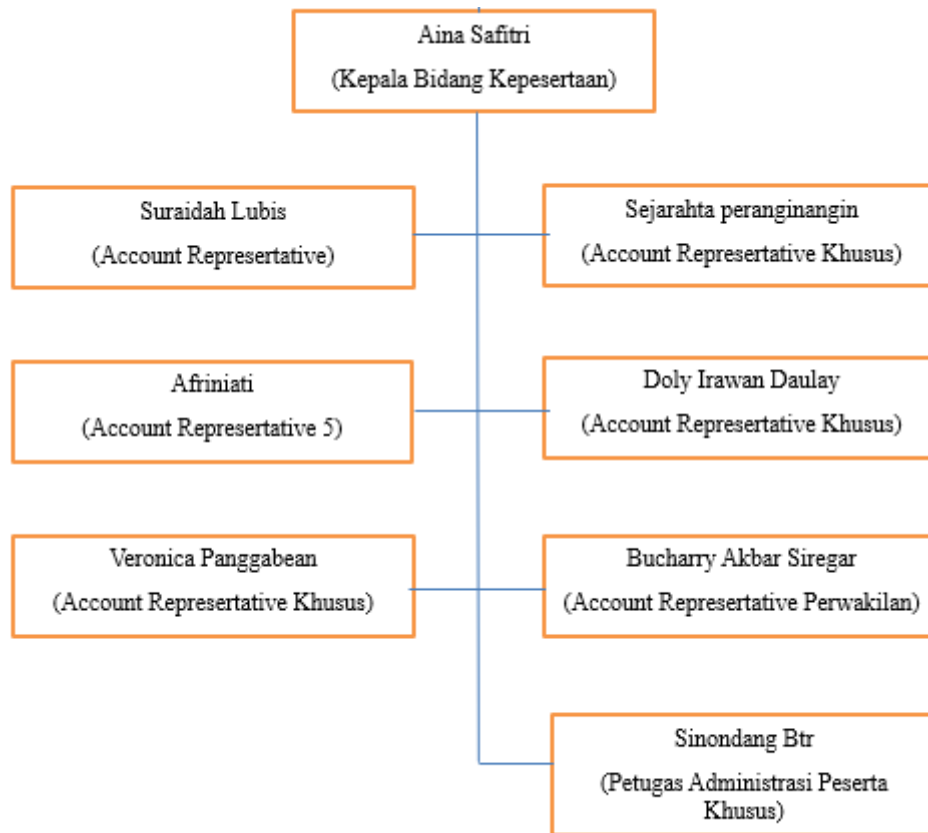 Aina Safitri
(Kepala Bidang Kepesertaan)
Suraidah Lubis
(Account Represertative)
Sejarahta peranginangin
(Account Represertative Khusus)
Afriniati
(Account Represertative 5)
Doly Irawan Daulay
(Account Represertative Khusus)
Veronica Panggabean
(Account Represertative Khusus)
Bucharry Akbar Siregar
(Account Represertative Perwakilan)
Sinondang Btr
(Petugas Administrasi Peserta
Khusus)